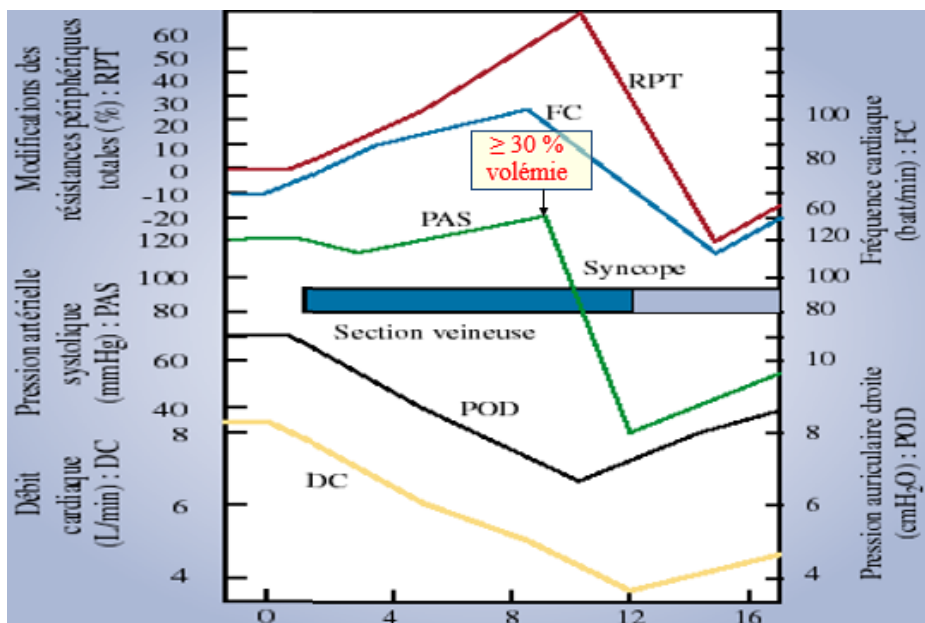 Modifications des
résistances périphériques
totales (%) : RPT
60
50
40
30
20
10
0
-10
-20
Pression artérielle
systolique
(mmHg) : PAS
120
100
80
60
40
Débit
cardiaque
(L/min) : DC
8
6
4
RPT
FC
≥ 30 %
volémie
PAS
Syncope
Section veineuse
POD
DC
100
80
60
Fréquence cardiaque
(batt/min) : FC
120
100
80
10
8
6
4
Pression auriculaire droite
(cmH₂O) : POD
0
4
8
12
16